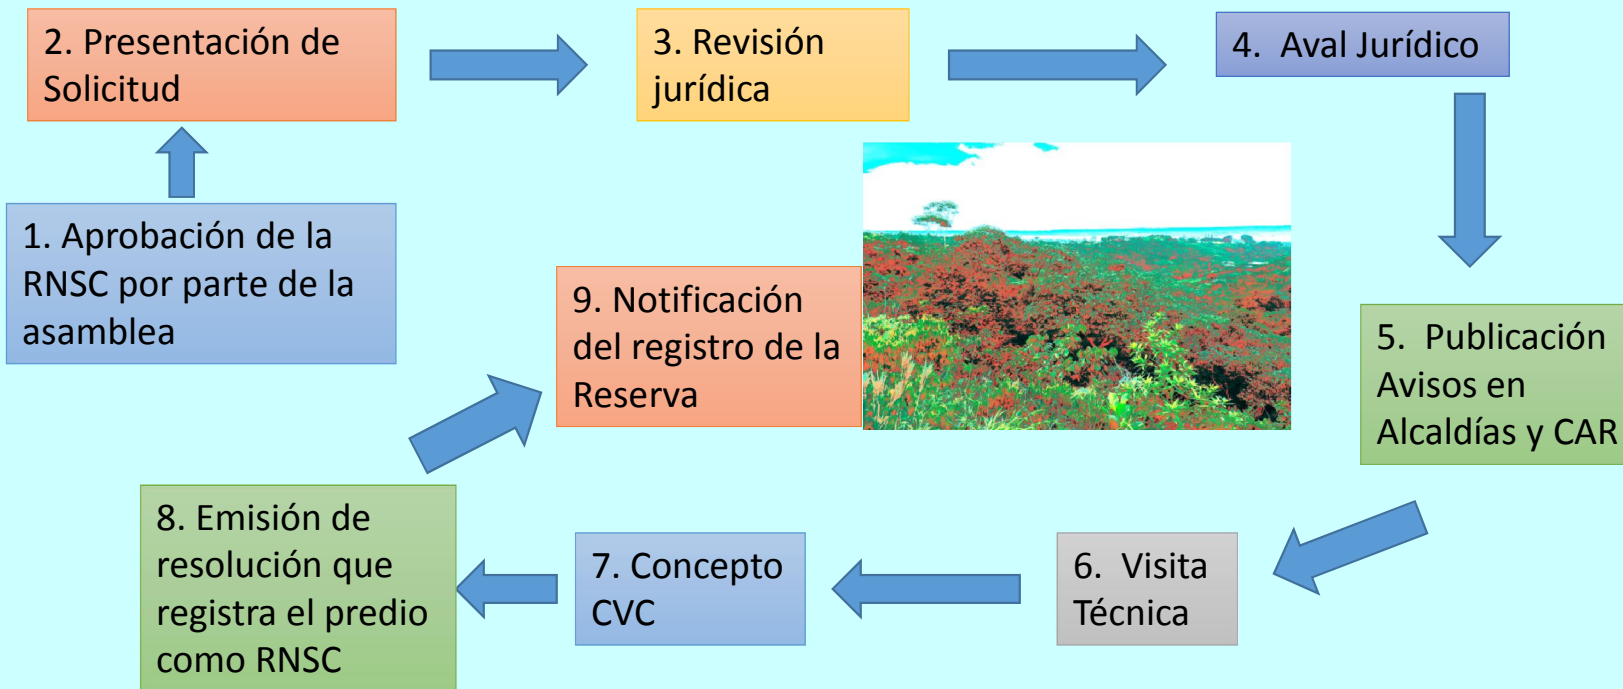 2. Presentación de
Solicitud
3. Revisión
jurídica
4. Aval Jurídico
1. Aprobación de la
RNSC por parte de la
asamblea
9. Notificación
del registro de la
Reserva
5. Publicación
Avisos en
Alcaldías y CAR
8. Emisión de
resolución que
registra el predio
como RNSC
7. Concepto
CVC
6. Visita
Técnica